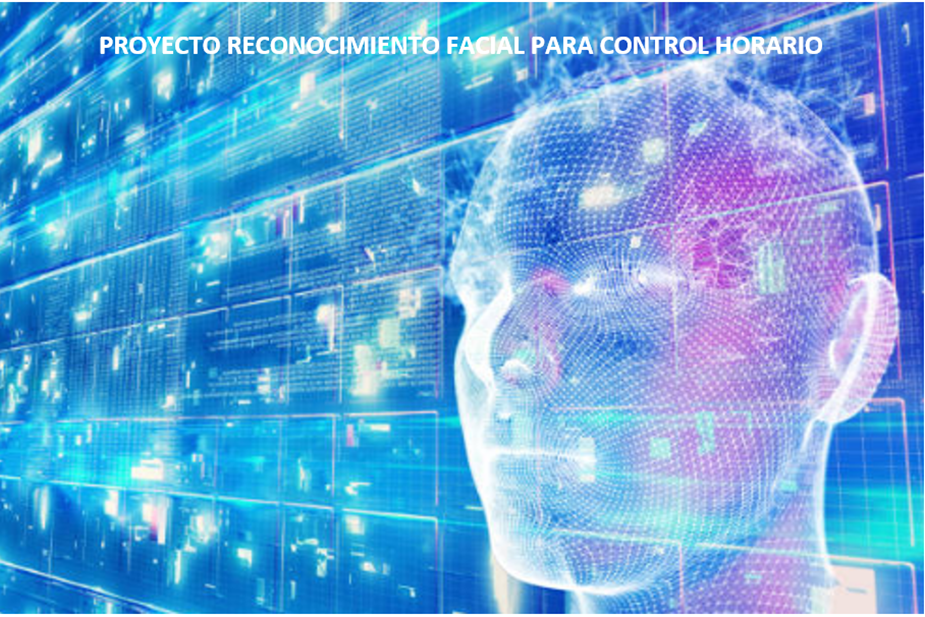 PROYECTO RECONOCIMIENTO FACIAL PARA CONTROL HORARIO